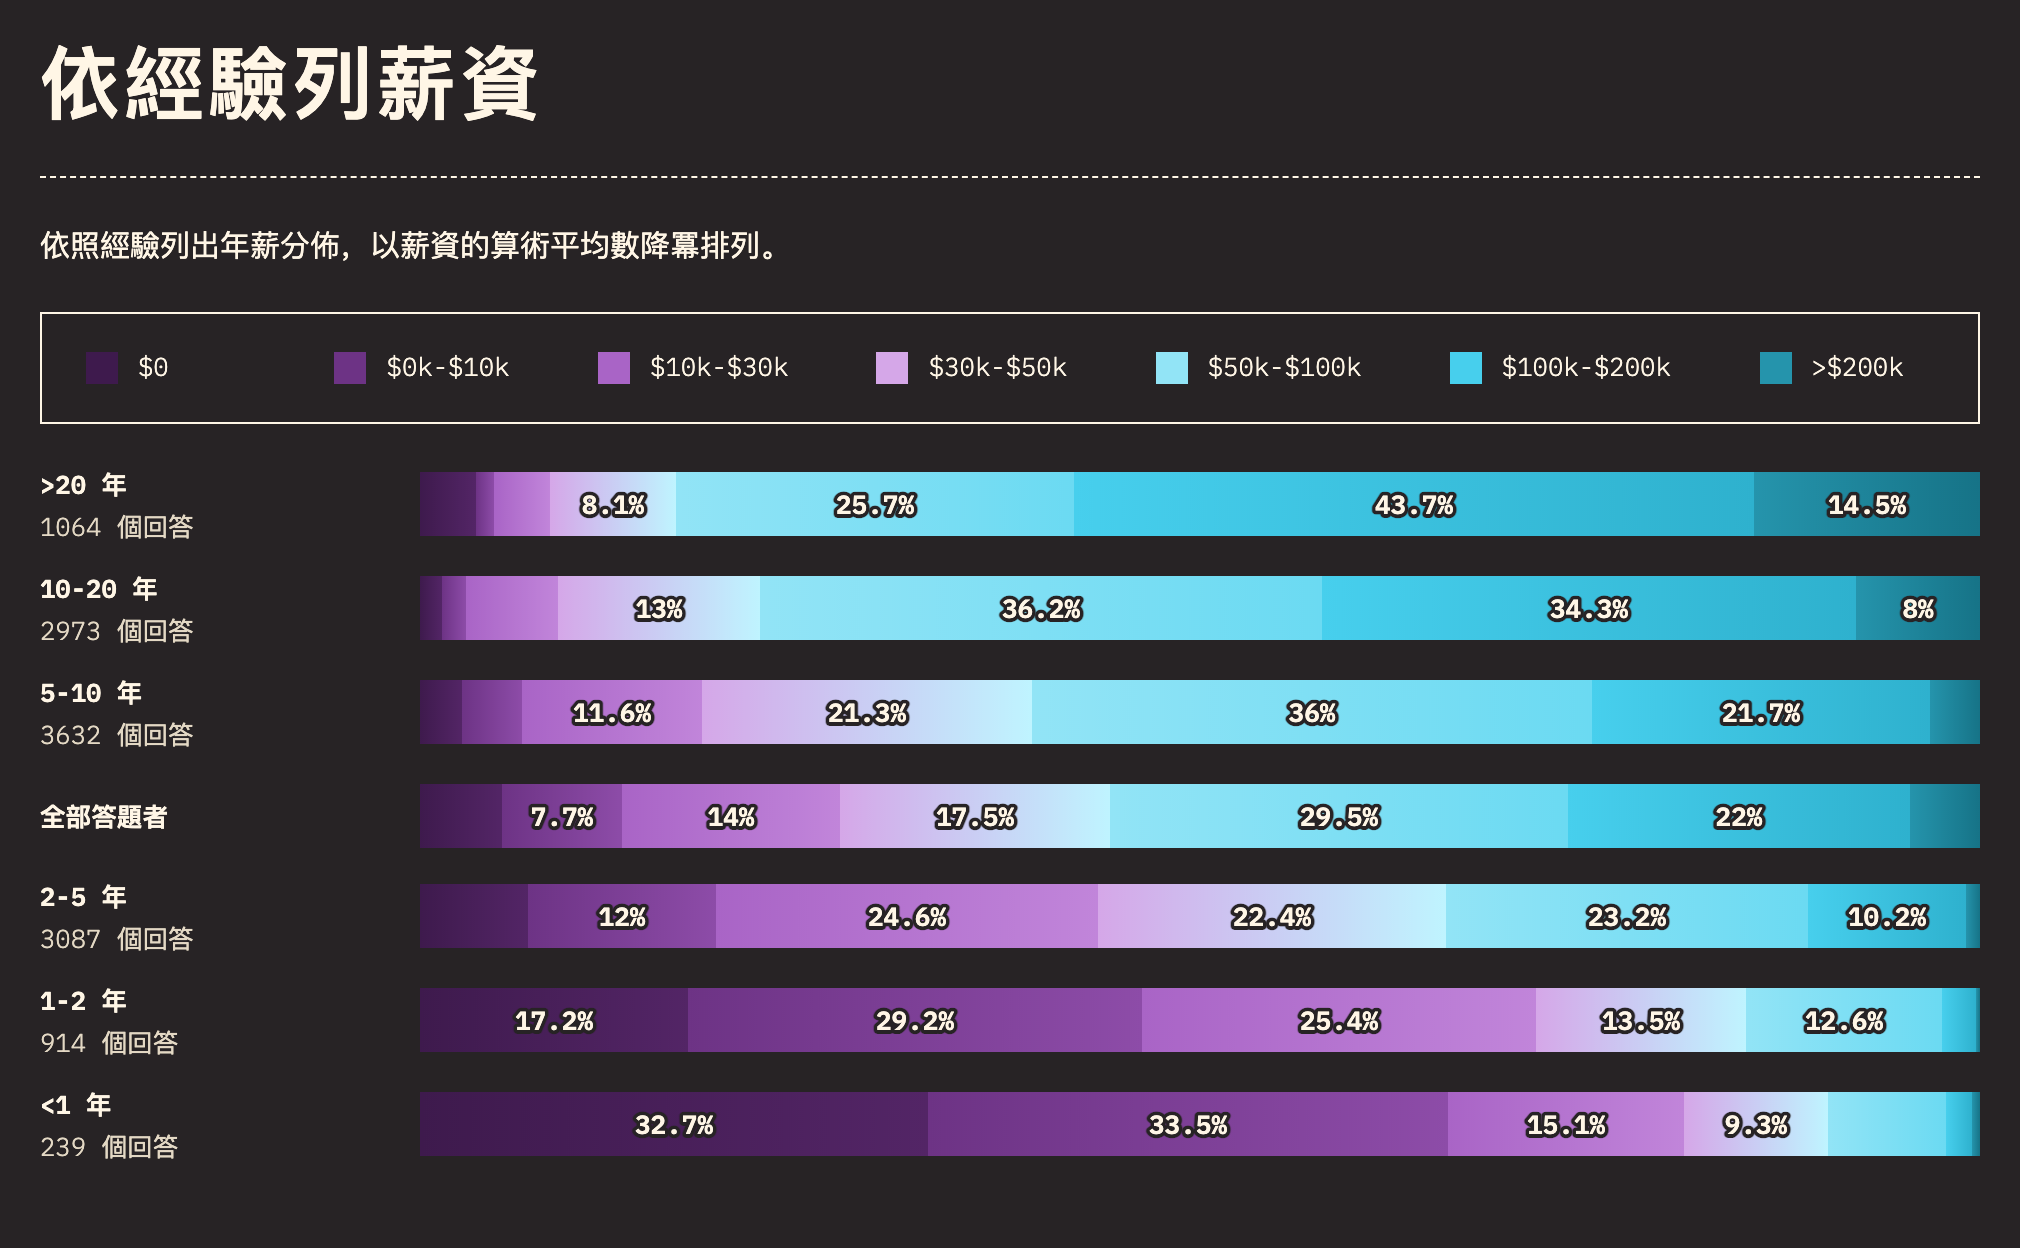 依經驗列薪資
依照經驗列出年薪分佈，以薪資的算術平均數降冪排列。
$0 $0k-$10k $10k-$30k $30k-$50k $50k-$100k $100k-$200k >$200k
>20 年
1064 個回答
8.1% 25.7% 43.7% 14.5%
10-20 年
2973 個回答
13% 36.2% 34.3% 8%
5-10 年
3632 個回答
11.6% 21.3% 36% 21.7%
全部答題者
7.7% 14% 17.5% 29.5% 22%
2-5 年
3087 個回答
12% 24.6% 22.4% 23.2% 10.2%
1-2 年
914 個回答
17.2% 29.2% 25.4% 13.5% 12.6%
<1 年
239 個回答
32.7% 33.5% 15.1% 9.3%